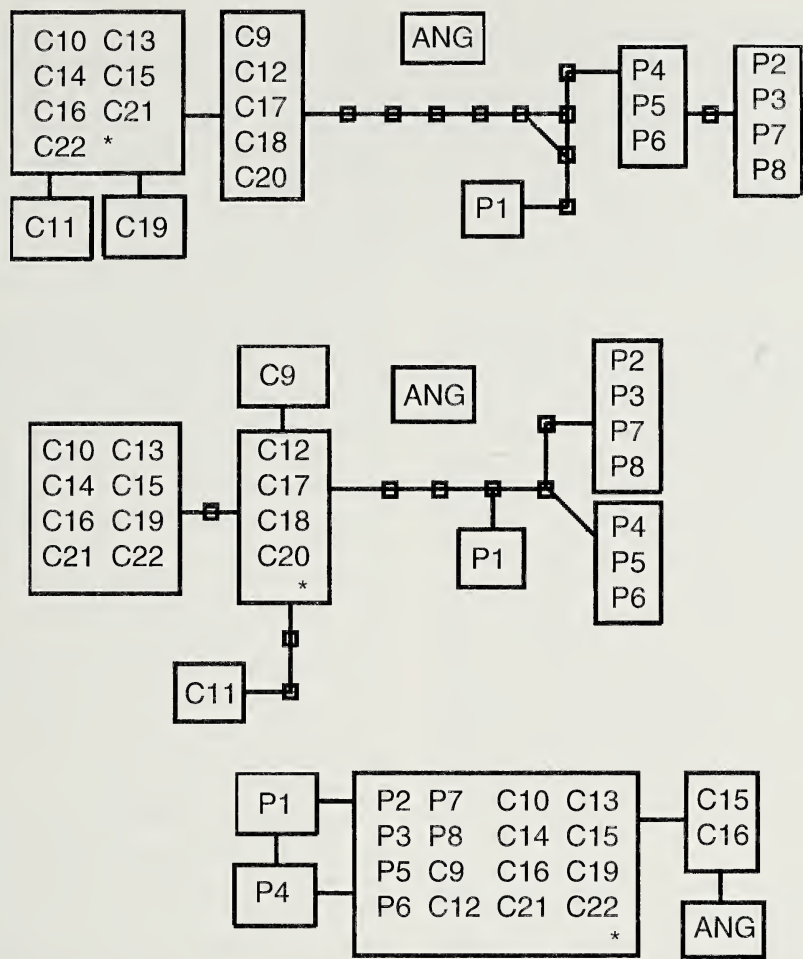 C10 C13
C14 C15
C16 C21
C22 *
C11
C19
C9
C12
C17
C18
C20
ANG
P1
P4
P5
P6
P2
P3
P7
P8
C10 C13
C14 C15
C16 C19
C21 C22
C9
C12
C17
C18
C20
*
C11
ANG
P1
P2
P3
P7
P8
P4
P5
P6
P1
P4
P2 P7 C10 C13
P3 P8 C14 C15
P5 C9 C16 C19
P6 C12 C21 C22
*
C15
C16
ANG